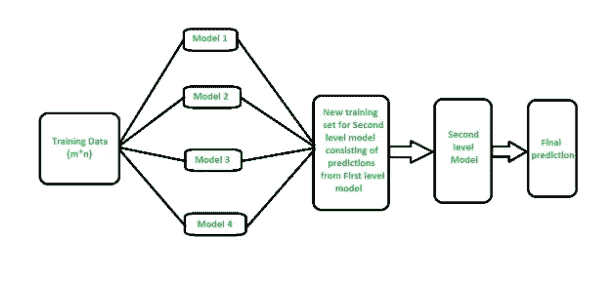 Model 1
Model 2
Training Data
(m*n)
Model 3
Model 4
New training
set for Second
level model
consisting of
predictions
from First level
model
Second
level
Model
Final
prediction